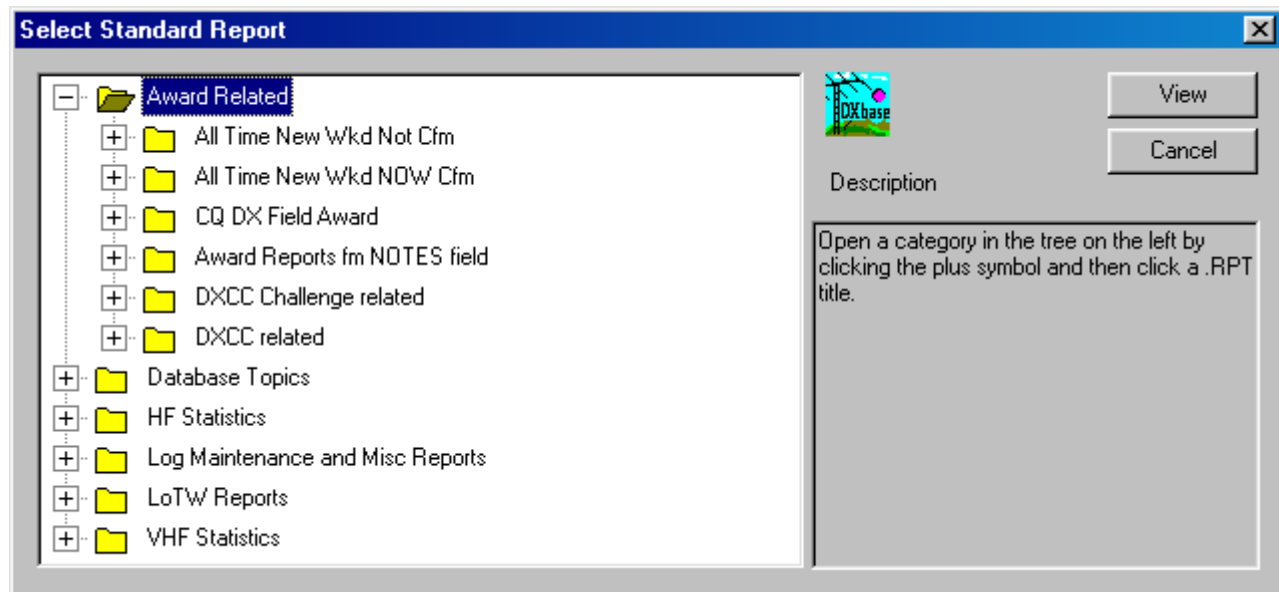 Select Standard Report
Award Related
All Time New Wkd Not Cfm
All Time New Wkd NOW Cfm
CQ DX Field Award
Award Reports fm NOTES field
DXCC Challenge related
DXCC related
Database Topics
HF Statistics
Log Maintenance and Misc Reports
LoTW Reports
VHF Statistics
DXbase
View
Cancel
Description
Open a category in the tree on the left by
clicking the plus symbol and then click a .RPT
title.